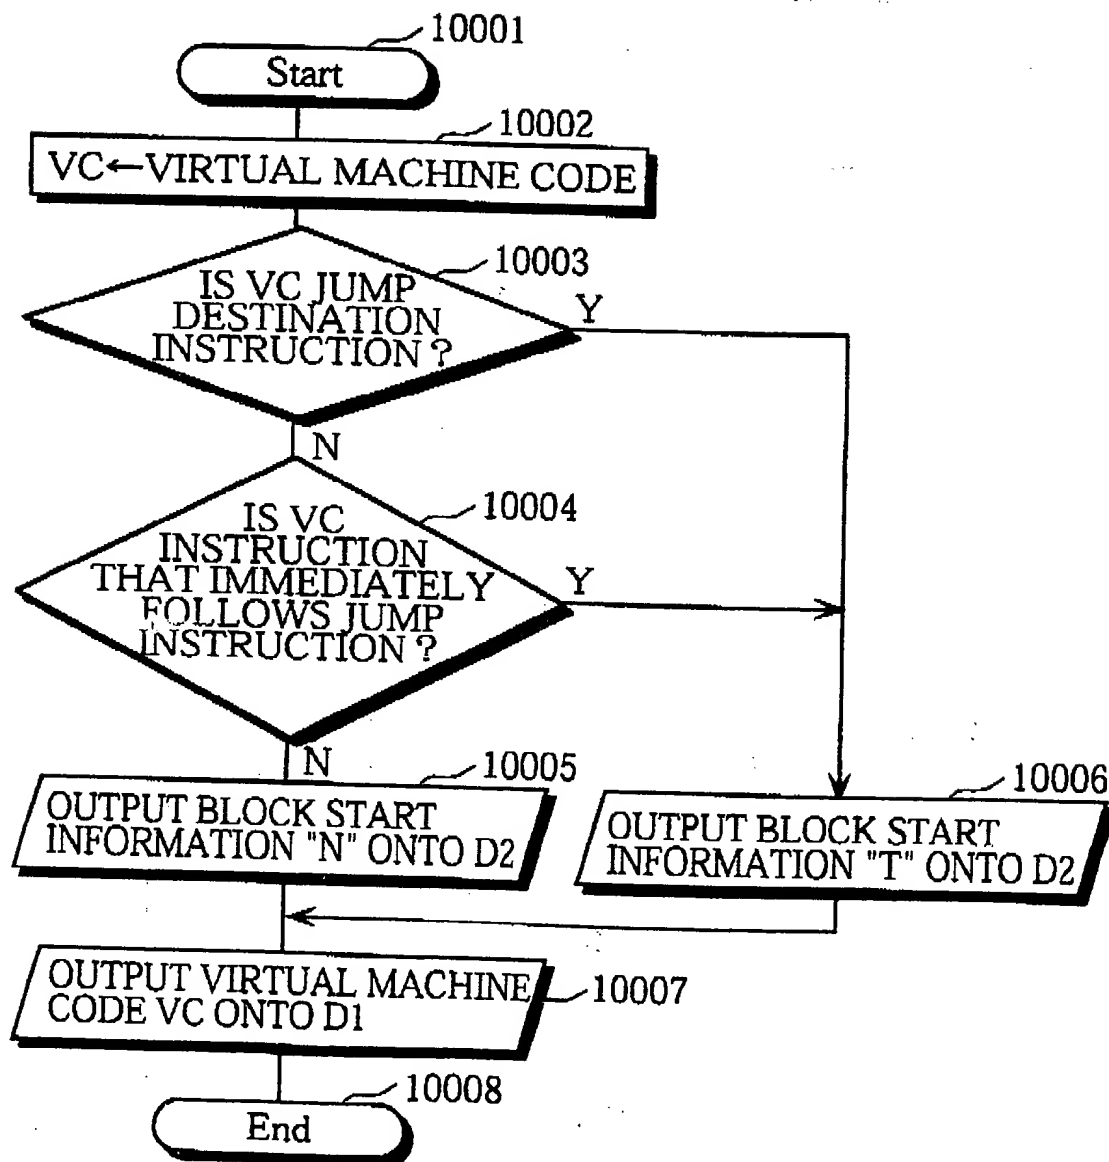 10001
Start
10002
VC←VIRTUAL MACHINE CODE
10003
IS VC JUMP
DESTINATION
INSTRUCTION ?
Y
N
10004
IS VC
INSTRUCTION
THAT IMMEDIATELY
FOLLOWS JUMP
INSTRUCTION ?
Y
N
10005
OUTPUT BLOCK START
INFORMATION "N" ONTO D2
10006
OUTPUT BLOCK START
INFORMATION "T" ONTO D2
OUTPUT VIRTUAL MACHINE
CODE VC ONTO D1
10007
10008
End